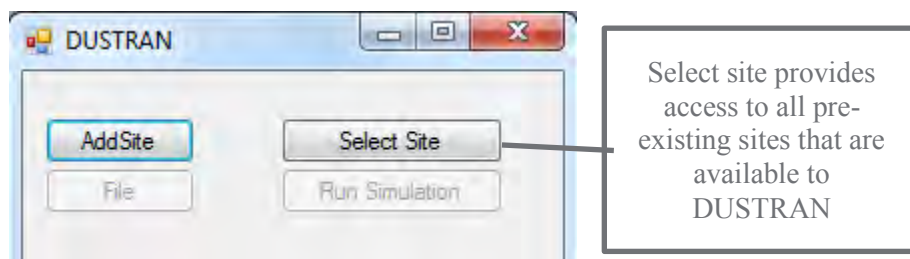 DUSTRAN
AddSite
Select Site
File
Run Simulation
Select site provides
access to all pre-
existing sites that are
available to
DUSTRAN